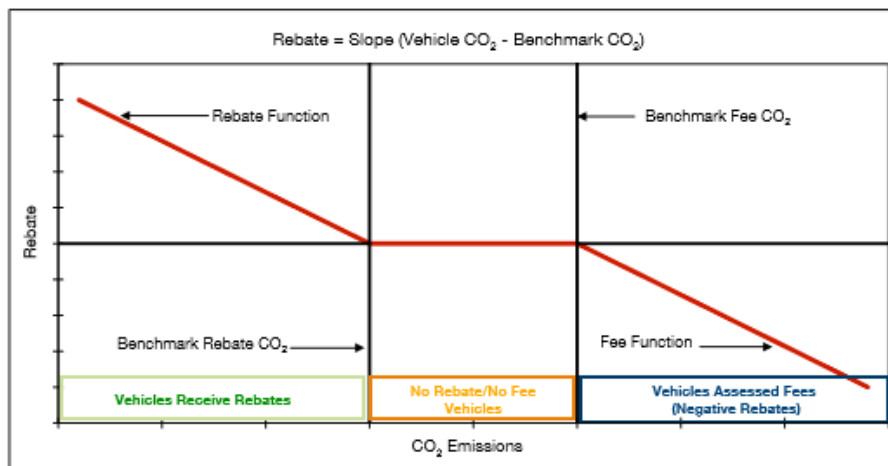 Rebate = Slope (Vehicle CO₂ - Benchmark CO₂)
Rebate Function
Benchmark Fee CO₂
Rebate
Benchmark Rebate CO₂
Fee Function
Vehicles Receive Rebates
No Rebate/No Fee
Vehicles
Vehicles Assessed Fees
(Negative Rebates)
CO₂ Emissions